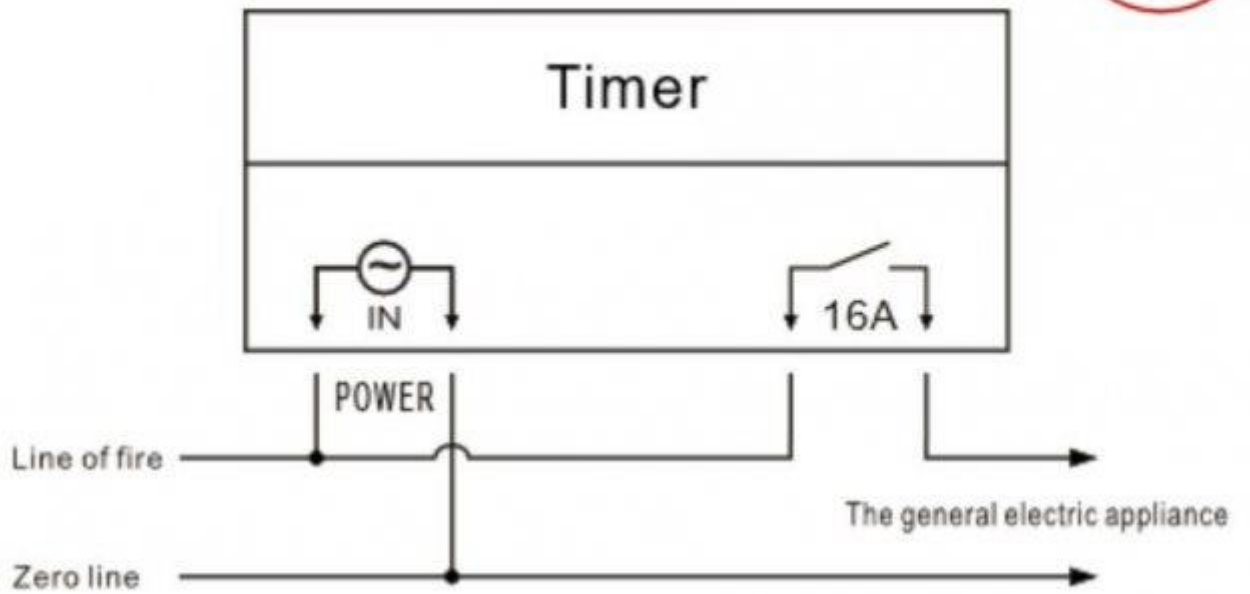 Timer
~
IN
16A
POWER
Line of fire
The general electric appliance
Zero line